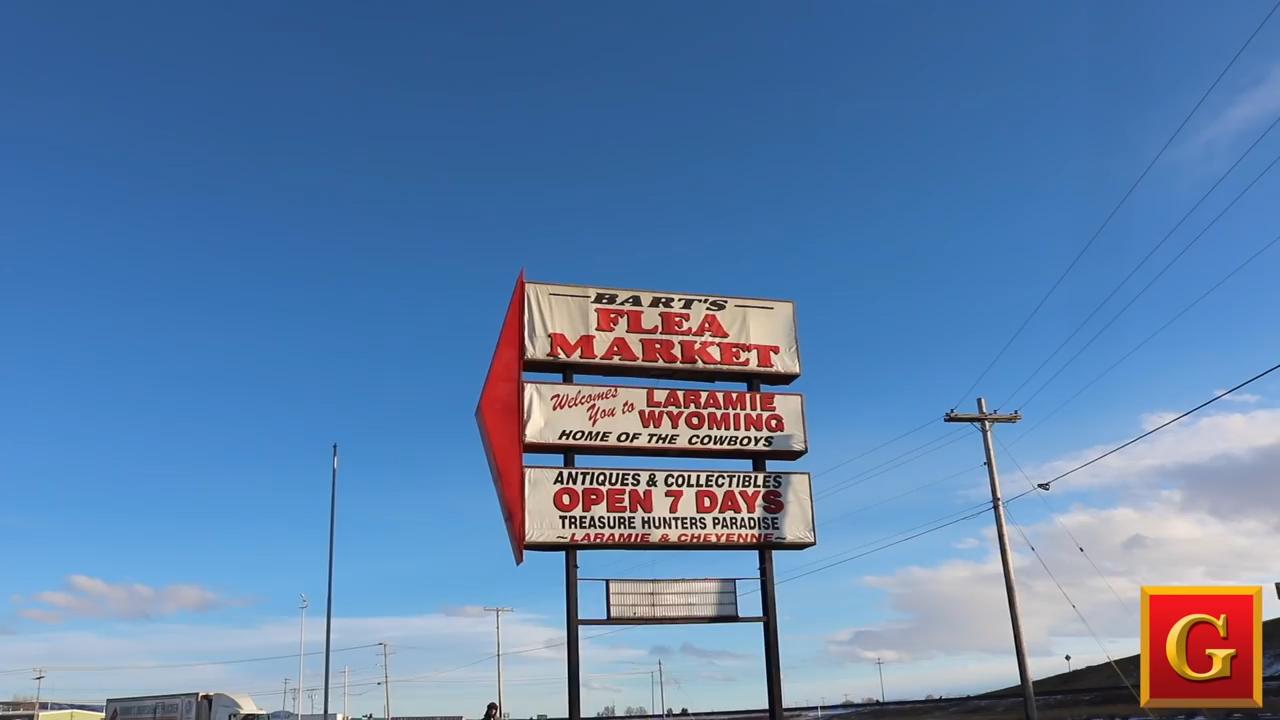 BART'S
FLEA
MARKET
Welcomes You to
LARAMIE
WYOMING
HOME OF THE COWBOYS
ANTIQUES & COLLECTIBLES
OPEN 7 DAYS
TREASURE HUNTERS PARADISE
~LARAMIE & CHEYENNE~
G